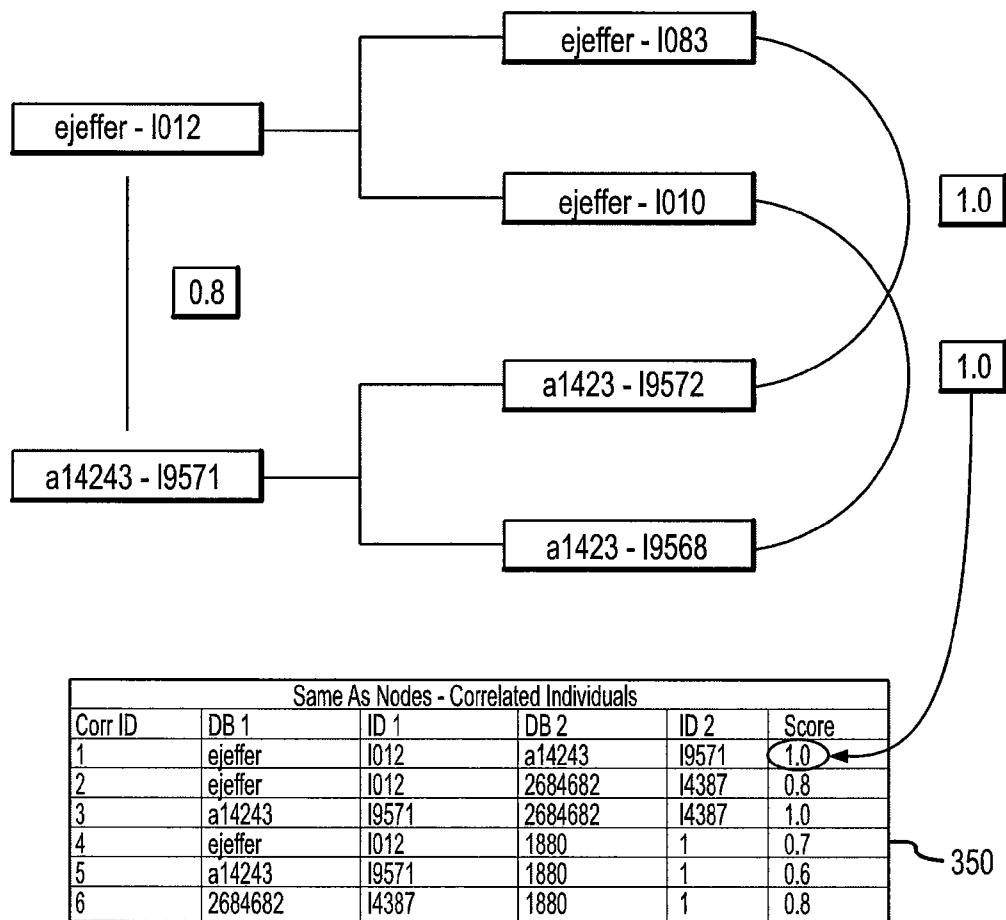 ejeffer - I083
ejeffer - I012
ejeffer - I010
1.0
0.8
1.0
a1423 - I9572
a14243 - I9571
a1423 - I9568
Same As Nodes - Correlated Individuals
Corr ID DB 1 ID 1 DB 2 ID 2 Score
1 ejeffer I012 a14243 I9571 1.0
2 ejeffer I012 2684682 I4387 0.8
3 a14243 I9571 2684682 I4387 1.0
4 ejeffer I012 1880 1 0.7
5 a14243 I9571 1880 1 0.6
6 2684682 I4387 1880 1 0.8
350